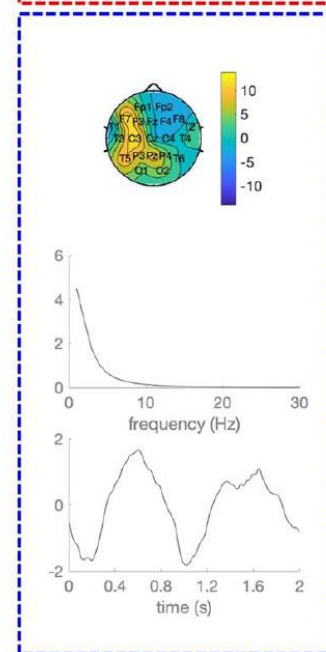 Fp1 Fp2
F7 F3 Fz F4 F8
T1 T2
T3 C3 Cz C4 T4
T5 P3 Pz P4 T6
O1 O2
10
5
0
-5
-10
6
4
2
0
0 10 20 30
frequency (Hz)
2
0
-2
0 0.4 0.8 1.2 1.6 2
time (s)